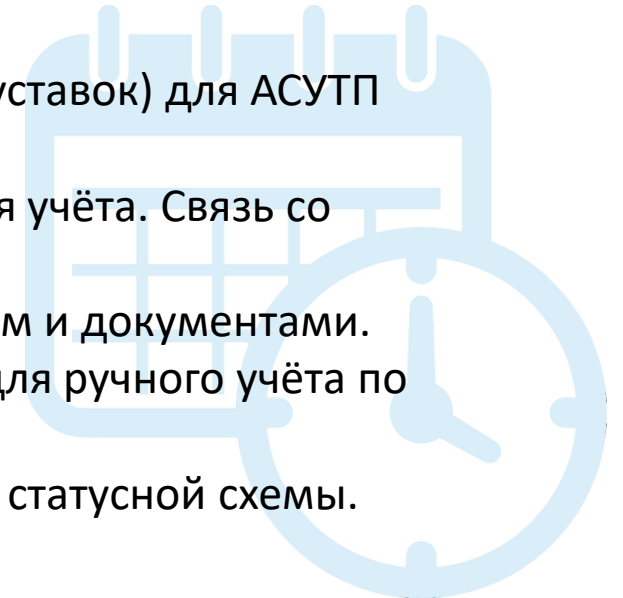 уставок) для АСУТП
я учёта. Связь со
м и документами.
для ручного учёта по
статусной схемы.